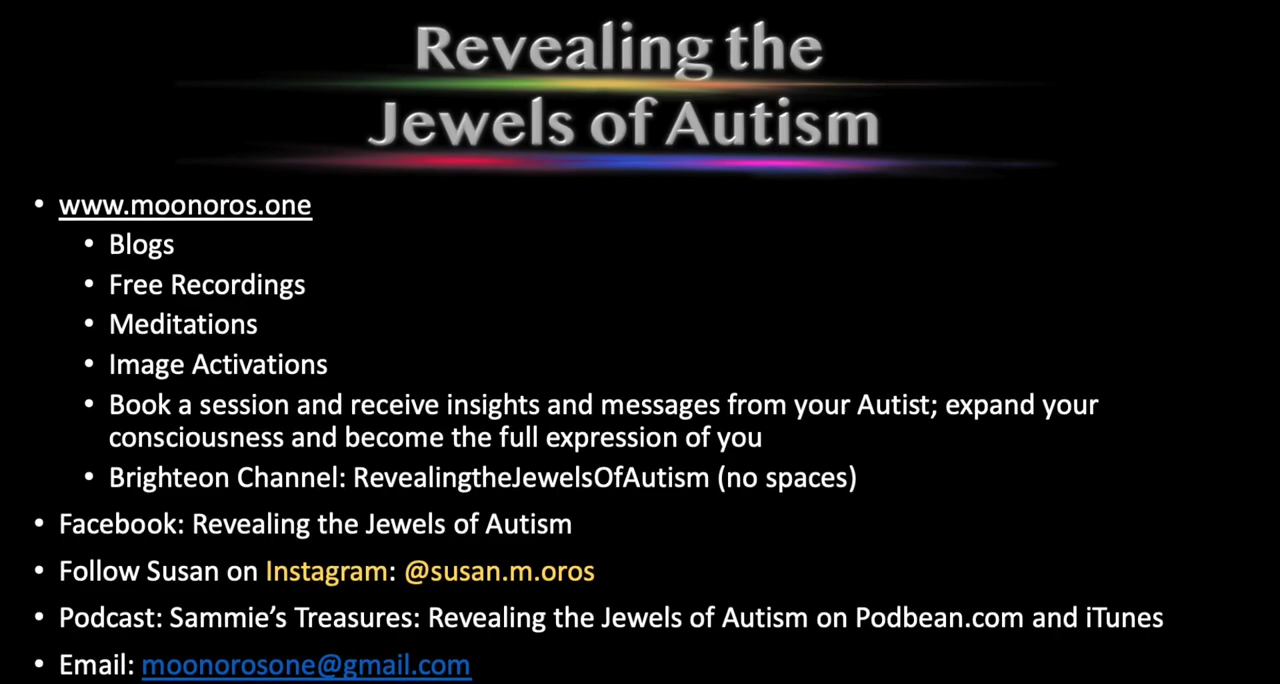 Revealing the
Jewels of Autism
• www.moonoros.one
• Blogs
• Free Recordings
• Meditations
• Image Activations
• Book a session and receive insights and messages from your Autist; expand your
consciousness and become the full expression of you
• Brighteon Channel: RevealingtheJewelsOfAutism (no spaces)
• Facebook: Revealing the Jewels of Autism
• Follow Susan on Instagram: @susan.m.oros
• Podcast: Sammie’s Treasures: Revealing the Jewels of Autism on Podbean.com and iTunes
• Email: moonorosone@gmail.com